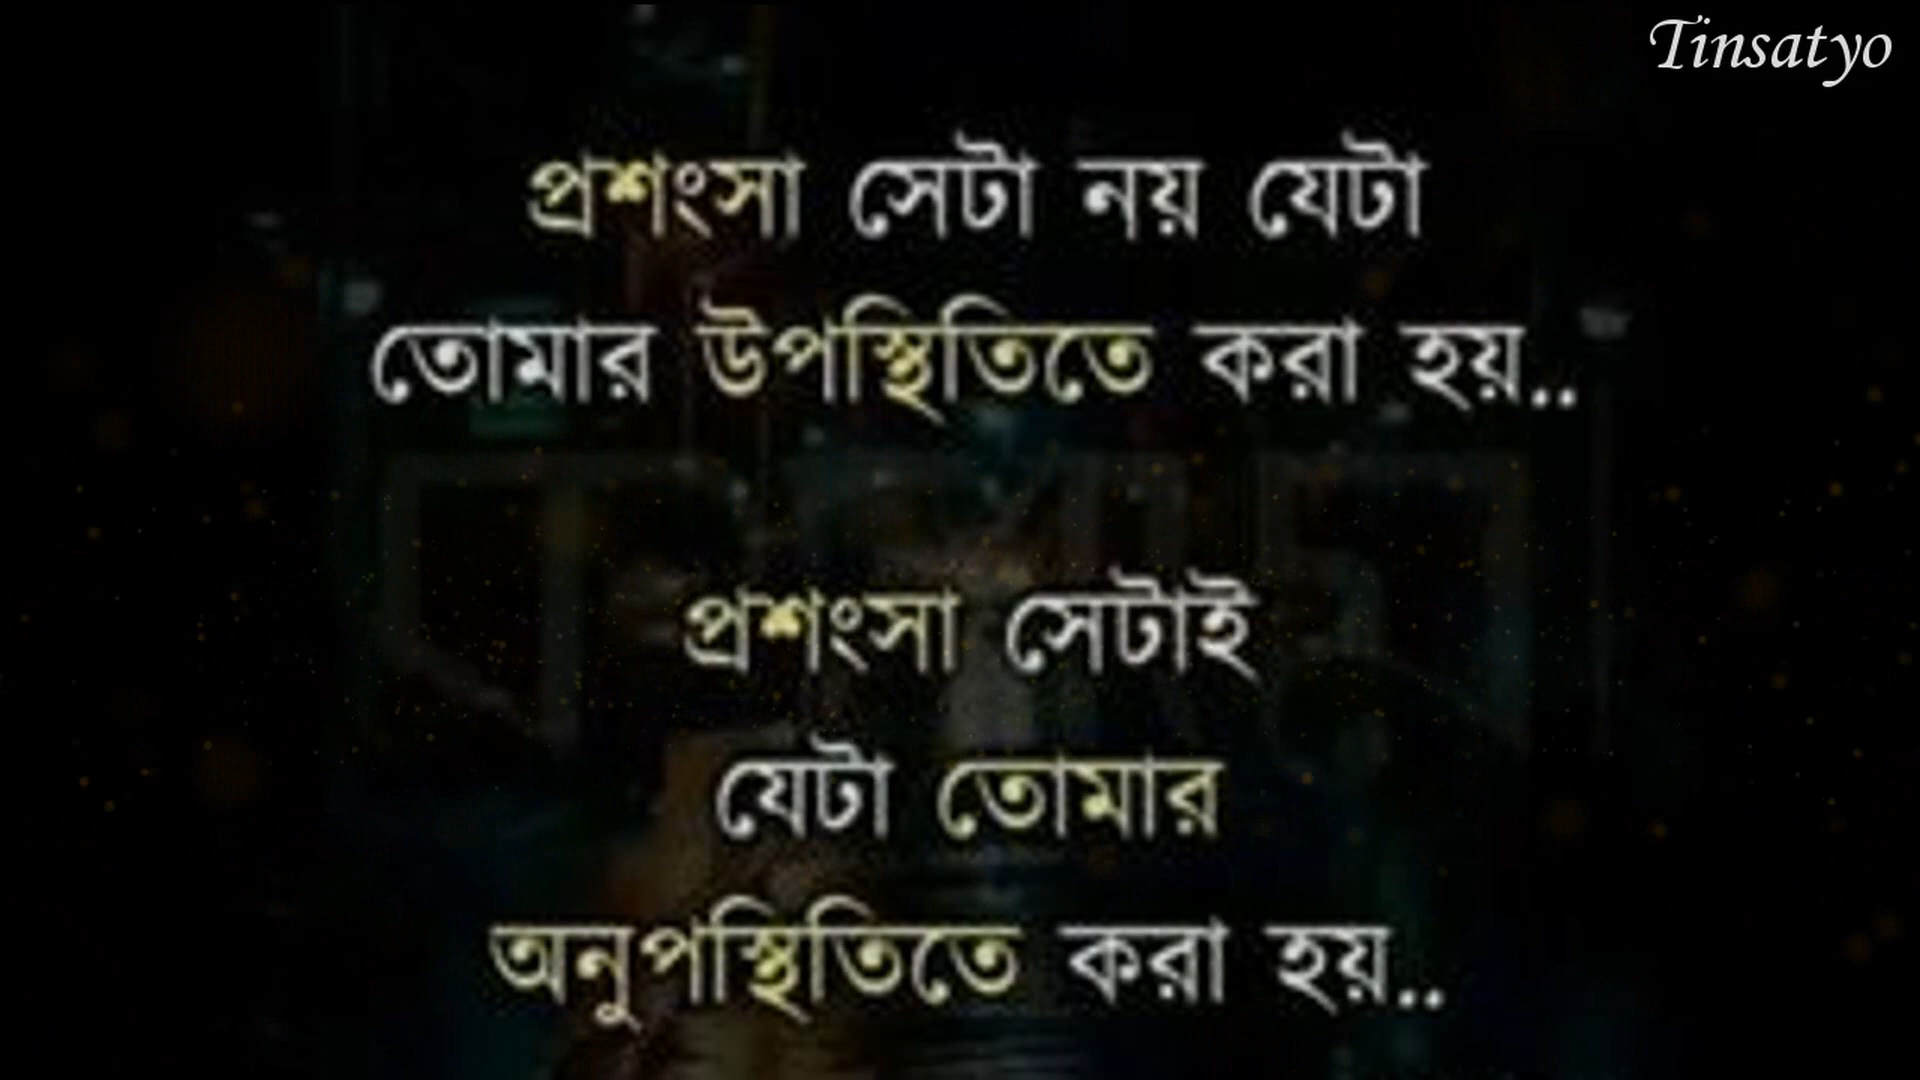 Tinsatyo
প্রশংসা সেটা নয় যেটা
তোমার উপস্থিতিতে করা হয়..
প্রশংসা সেটাই
যেটা তোমার
অনুপস্থিতিতে করা হয়..